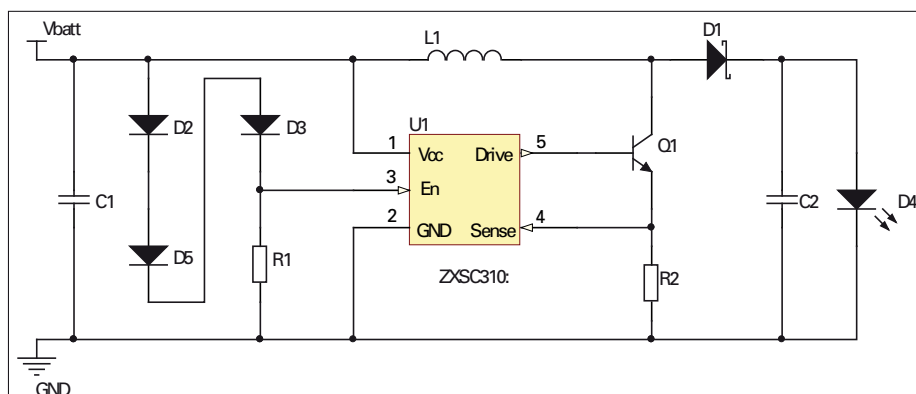 Vbatt
L1
D1
D2
D3
U1
1
Vcc
Drive
5
Q1
3
En
C1
2
GND
Sense
4
C2
D4
D5
R1
ZXSC310:
R2
GND